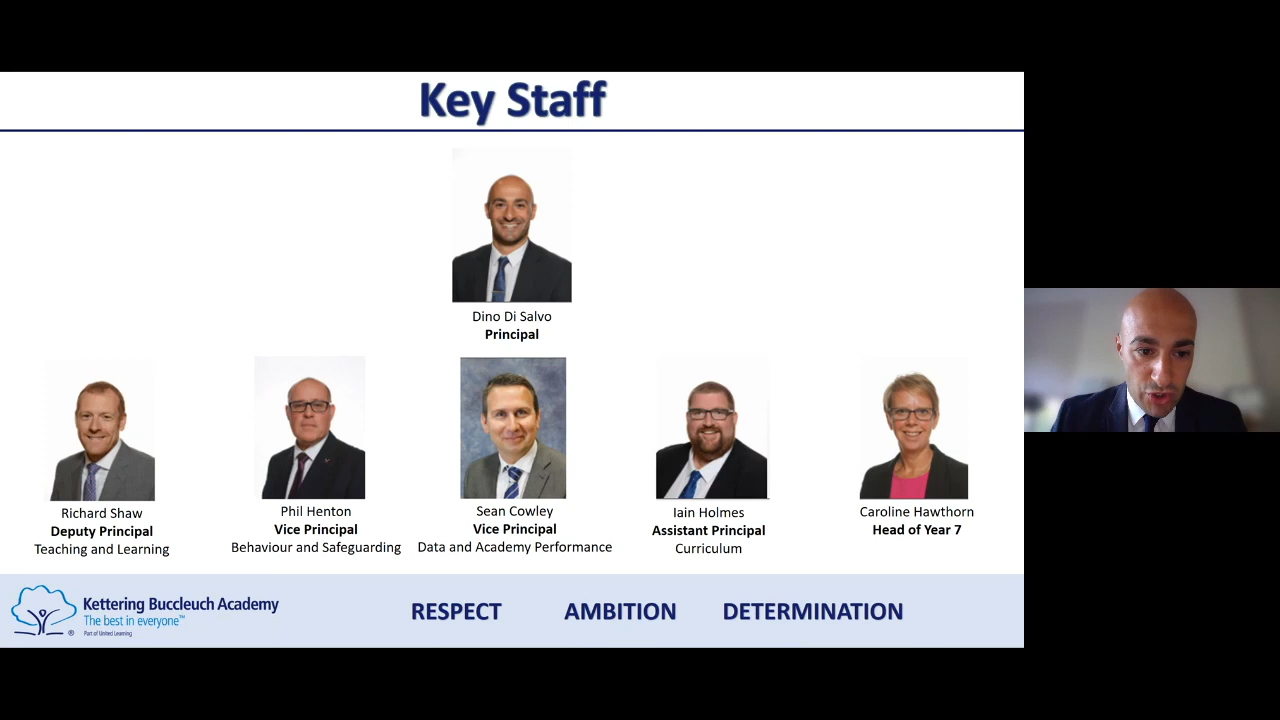 Key Staff
Dino Di Salvo
Principal
Richard Shaw
Deputy Principal
Teaching and Learning
Phil Henton
Vice Principal
Behaviour and Safeguarding
Sean Cowley
Vice Principal
Data and Academy Performance
Iain Holmes
Assistant Principal
Curriculum
Caroline Hawthorn
Head of Year 7
Kettering Buccleuch Academy
The best in everyone™
Part of United Learning
®
RESPECT AMBITION DETERMINATION